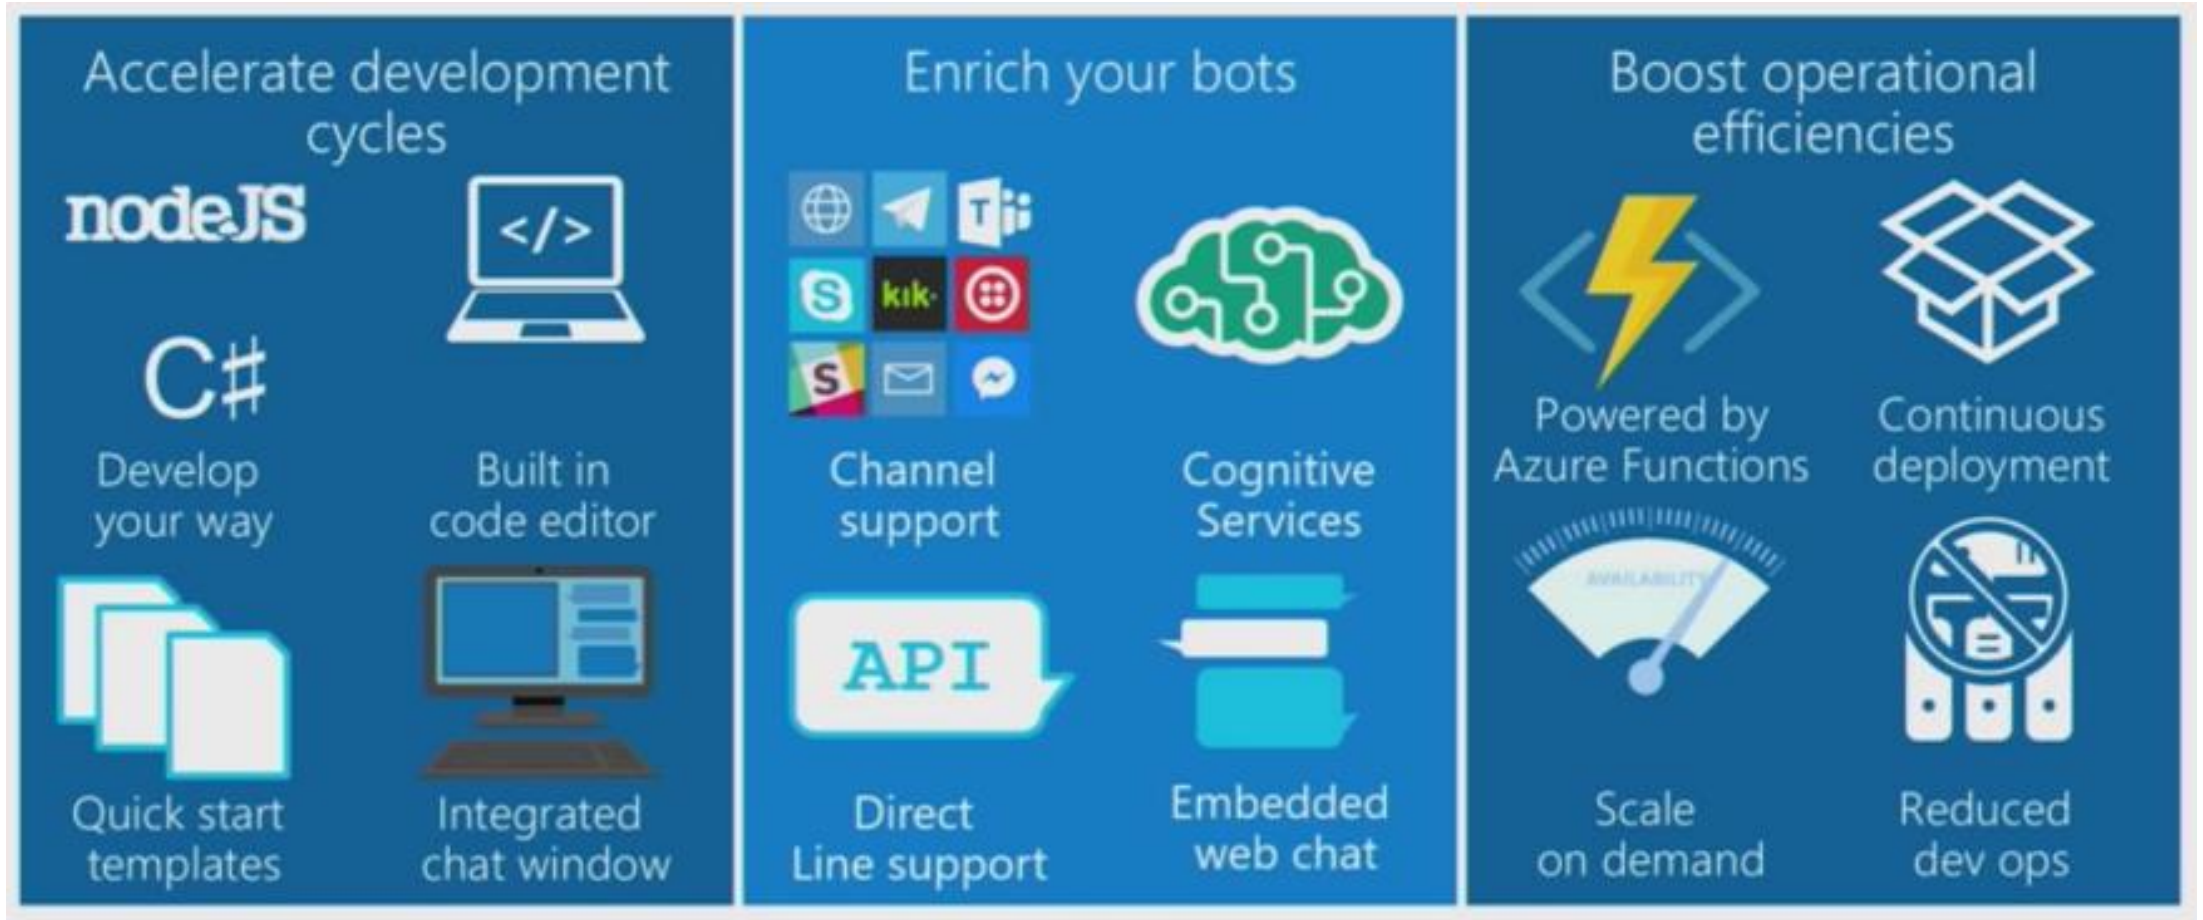 Accelerate development
cycles
nodeJS
</>
C#
Develop
your way
Built in
code editor
Quick start
templates
Integrated
chat window
Enrich your bots
T
S
kik·
S
Channel
support
Cognitive
Services
API
Direct
Line support
Embedded
web chat
Boost operational
efficiencies
Powered by
Azure Functions
Continuous
deployment
AVAILABILITY
Scale
on demand
Reduced
dev ops